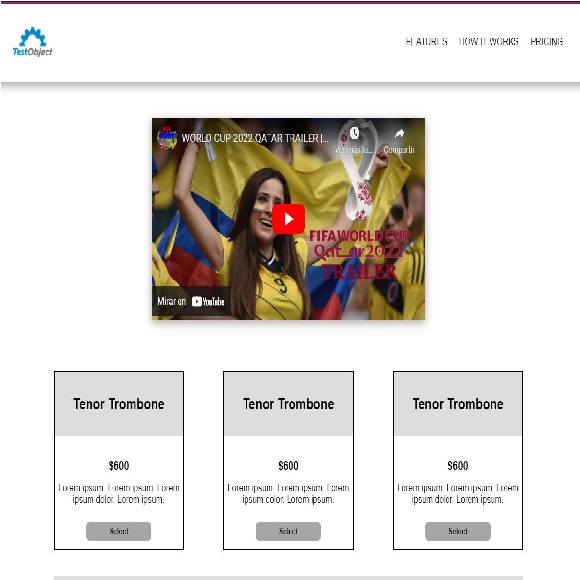 TestObject
FEATURES HOW IT WORKS PRICING
WORLD CUP 2022 QATAR TRAILER |...
Ver más ta... Compartir
FIFA WORLD CUP
Qat_ar2022
TRAILER
9
Mirar en YouTube
Tenor Trombone Tenor Trombone Tenor Trombone
$600 $600 $600
Lorem ipsum. Lorem ipsum. Lorem Lorem ipsum. Lorem ipsum. Lorem Lorem ipsum. Lorem ipsum. Lorem
ipsum dolor. Lorem ipsum. ipsum color. Lorem ipsum. ipsum dolor. Lorem ipsum.
Select Select Select